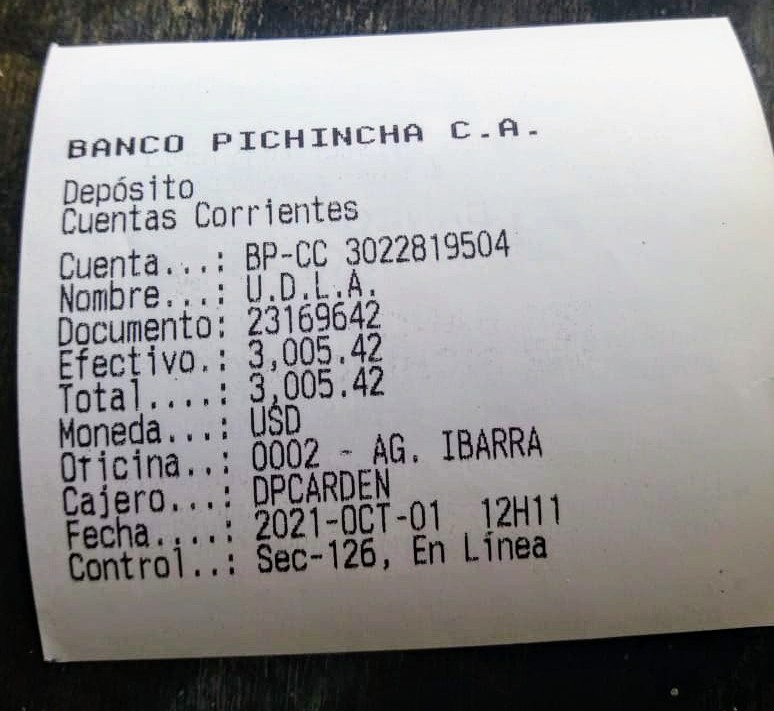 BANCO PICHINCHA C.A.
Depósito
Cuentas Corrientes
Cuenta...: BP-CC 3022819504
Nombre...: U.D.L.A.
Documento: 23169642
Efectivo.: 3,005.42
Total....: 3,005.42
Moneda...: USD
Oficina..: 0002 - AG. IBARRA
Cajero...: DPCARDEN
Fecha....: 2021-OCT-01 12H11
Control..: Sec-126, En Línea